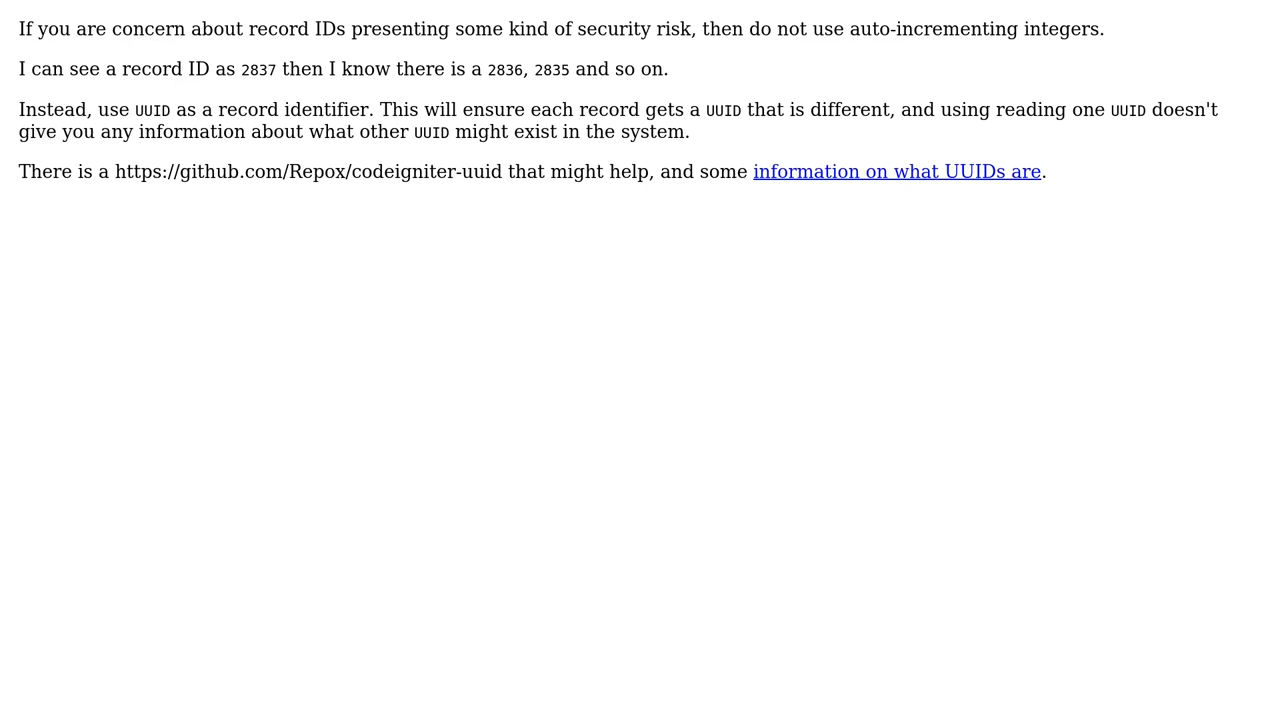 If you are concern about record IDs presenting some kind of security risk, then do not use auto-incrementing integers.
I can see a record ID as 2837 then I know there is a 2836, 2835 and so on.
Instead, use UUID as a record identifier. This will ensure each record gets a UUID that is different, and using reading one UUID doesn't
give you any information about what other UUID might exist in the system.
There is a https://github.com/Repox/codeigniter-uuid that might help, and some information on what UUIDs are.